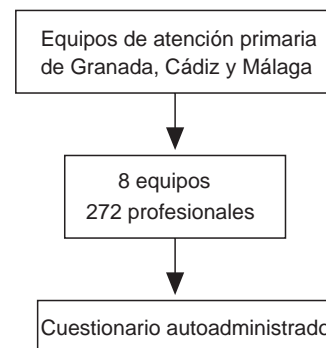 Equipos de atención primaria
de Granada, Cádiz y Málaga
8 equipos
272 profesionales
Cuestionario autoadministrado